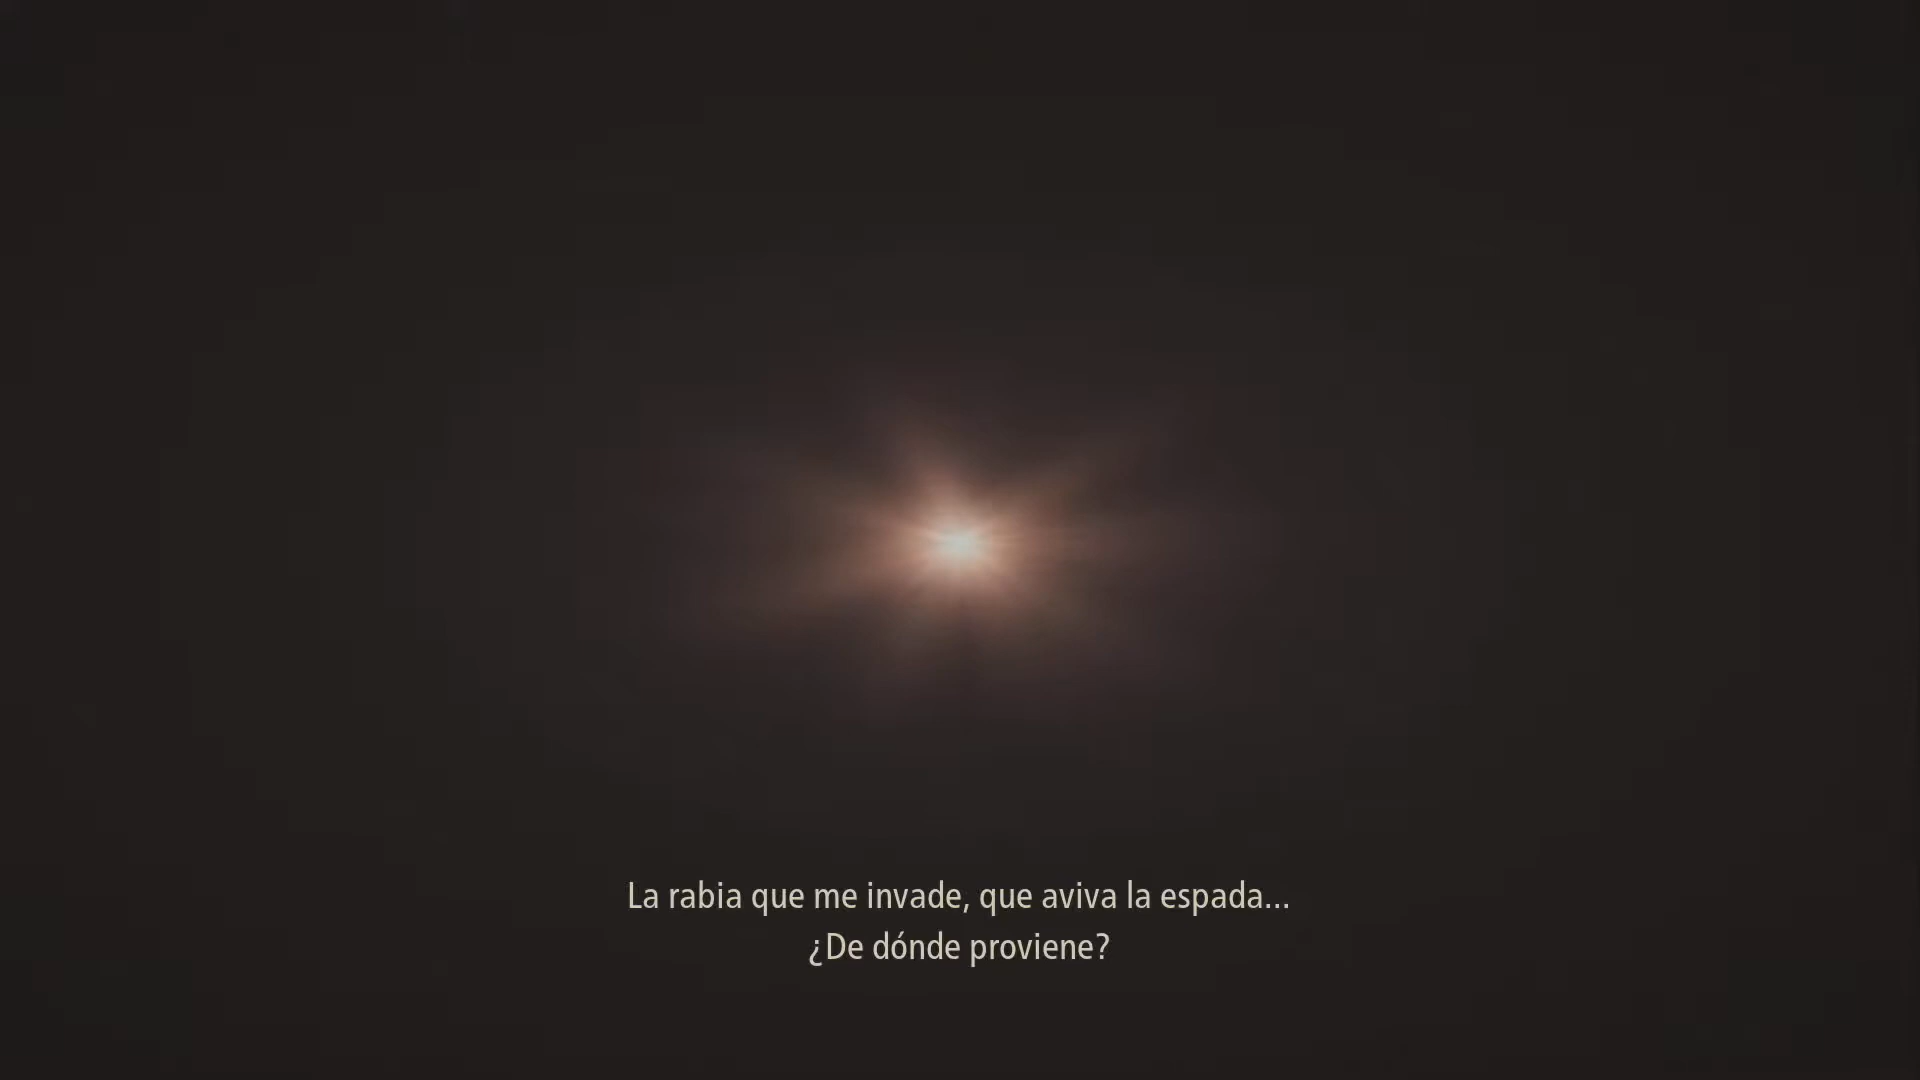 La rabia que me invade, que aviva la espada...
¿De dónde proviene?